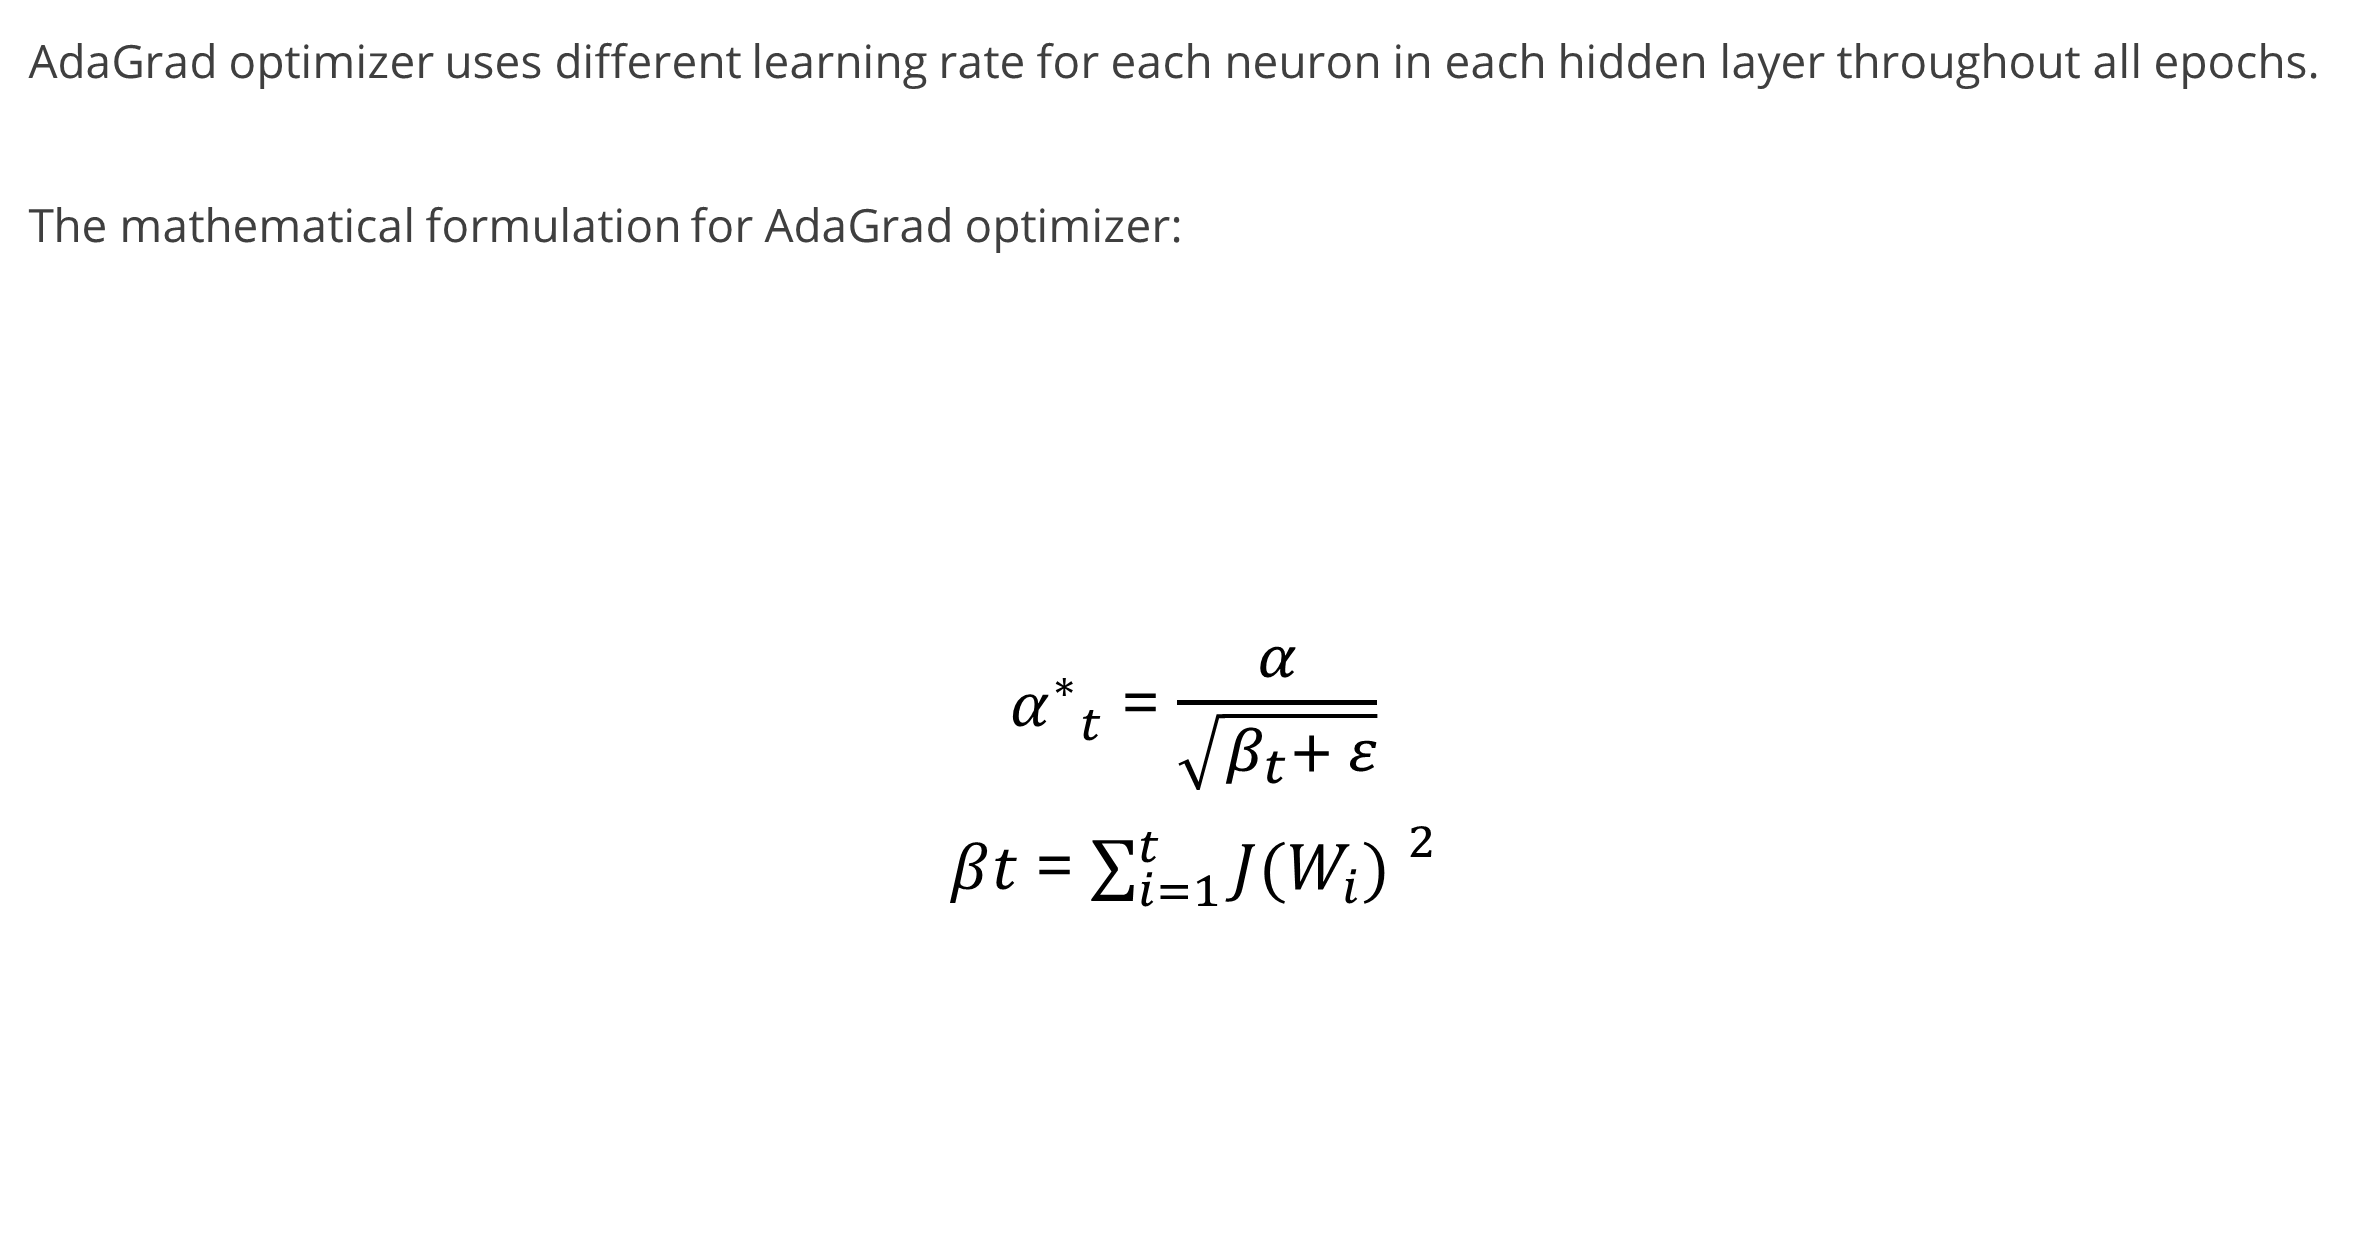 AdaGrad optimizer uses different learning rate for each neuron in each hidden layer throughout all epochs.
The mathematical formulation for AdaGrad optimizer:
α*ₜ = α / √(βₜ + ε)
βt = ∑ᵗᵢ₌₁ J(Wᵢ) ²